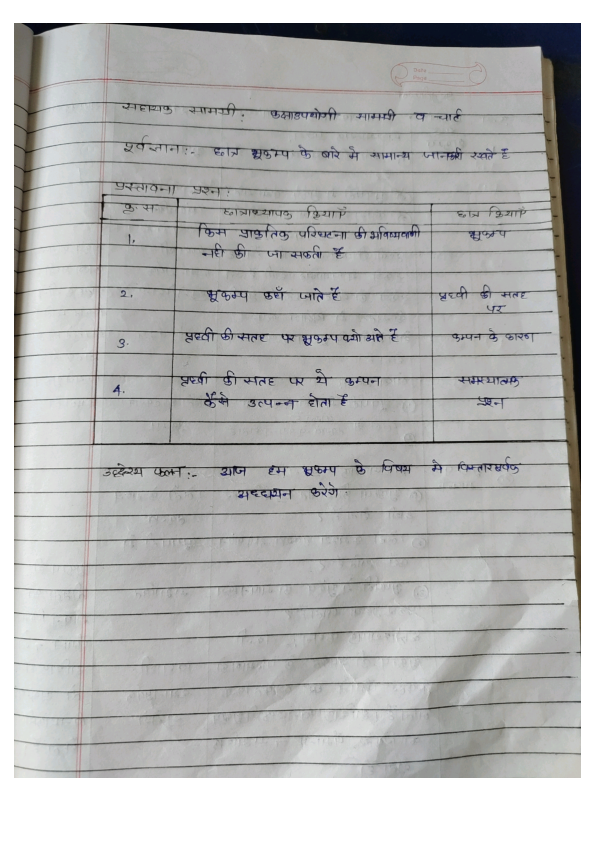 Date
Page
सहायक सामग्री: कक्षाउपयोगी सामग्री व चार्ट
पूर्वज्ञान:- छात्र भूकम्प के बारे मे सामान्य जानकारी रखते है
प्रस्तावना प्रश्न:
क्र.स छात्राध्यापक क्रियाएँ छात्र क्रियाएँ
1. किस प्राकृतिक परिघटना की भविष्यवाणी भूकम्प
नही की जा सकती है
2. भूकम्प कहाँ आते है पृथ्वी की सतह
पर
3. पृथ्वी की सतह पर भूकम्प क्यो आते है कम्पन के कारण
4. पृथ्वी की सतह पर ये कम्पन समस्यात्मक
कैसे उत्पन्न होता है प्रश्न
उद्देश्य कथन:- आज हम भूकम्प के विषय मे विस्तारपूर्वक
अध्ययन करेगे.